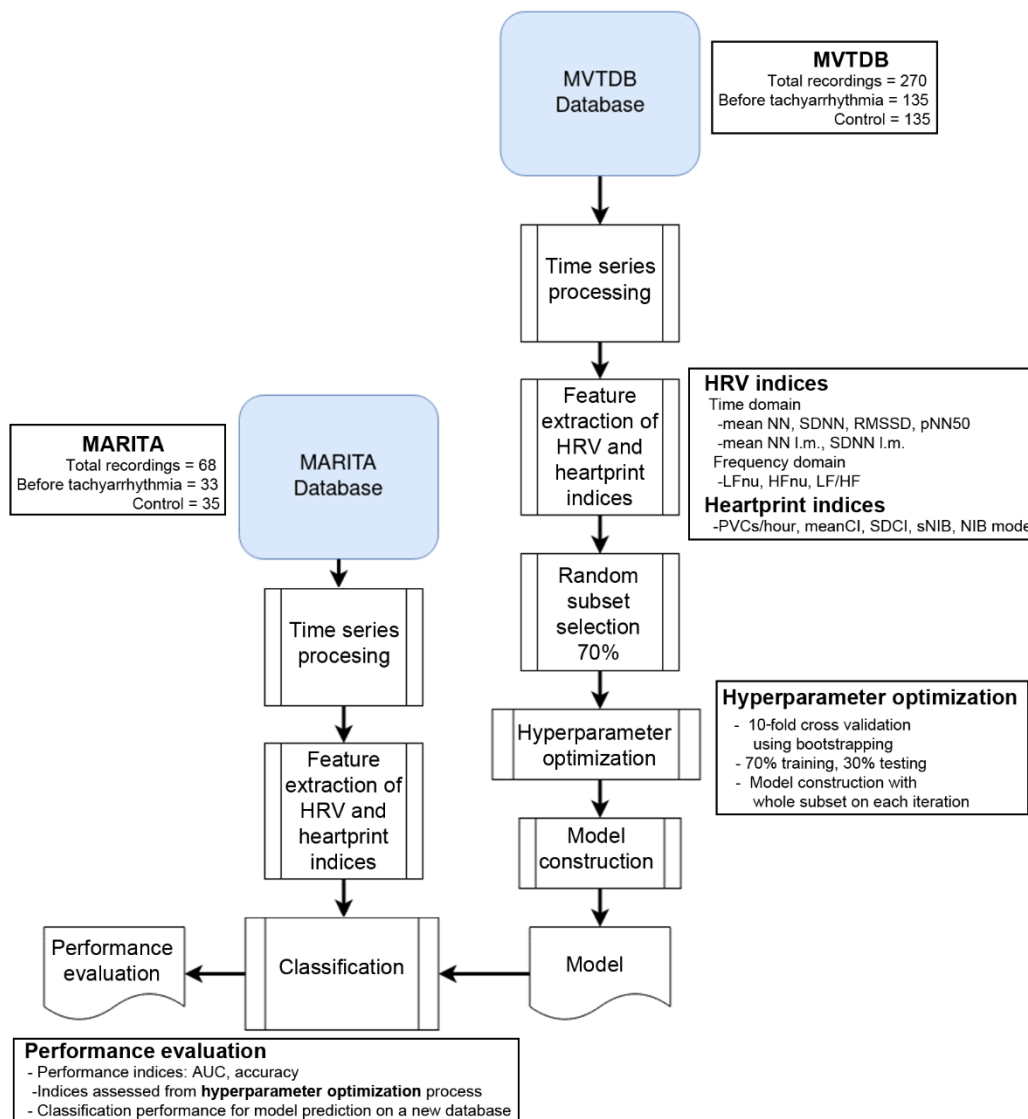 MVTDB
Database
MVTDB
Total recordings = 270
Before tachyarrhythmia = 135
Control = 135
Time series
processing
Feature
extraction of
HRV and
heartprint
indices
HRV indices
Time domain
-mean NN, SDNN, RMSSD, pNN50
-mean NN l.m., SDNN l.m.
Frequency domain
-LFnu, HFnu, LF/HF
Heartprint indices
-PVCs/hour, meanCI, SDCI, sNIB, NIB mode
MARITA
Total recordings = 68
Before tachyarrhythmia = 33
Control = 35
MARITA
Database
Random
subset
selection
70%
Time series
procesing
Hyperparameter
optimization
Hyperparameter optimization
- 10-fold cross validation
using bootstrapping
- 70% training, 30% testing
- Model construction with
whole subset on each iteration
Feature
extraction of
HRV and
heartprint
indices
Model
construction
Performance
evaluation
Classification
Model
Performance evaluation
- Performance indices: AUC, accuracy
-Indices assessed from hyperparameter optimization process
- Classification performance for model prediction on a new database